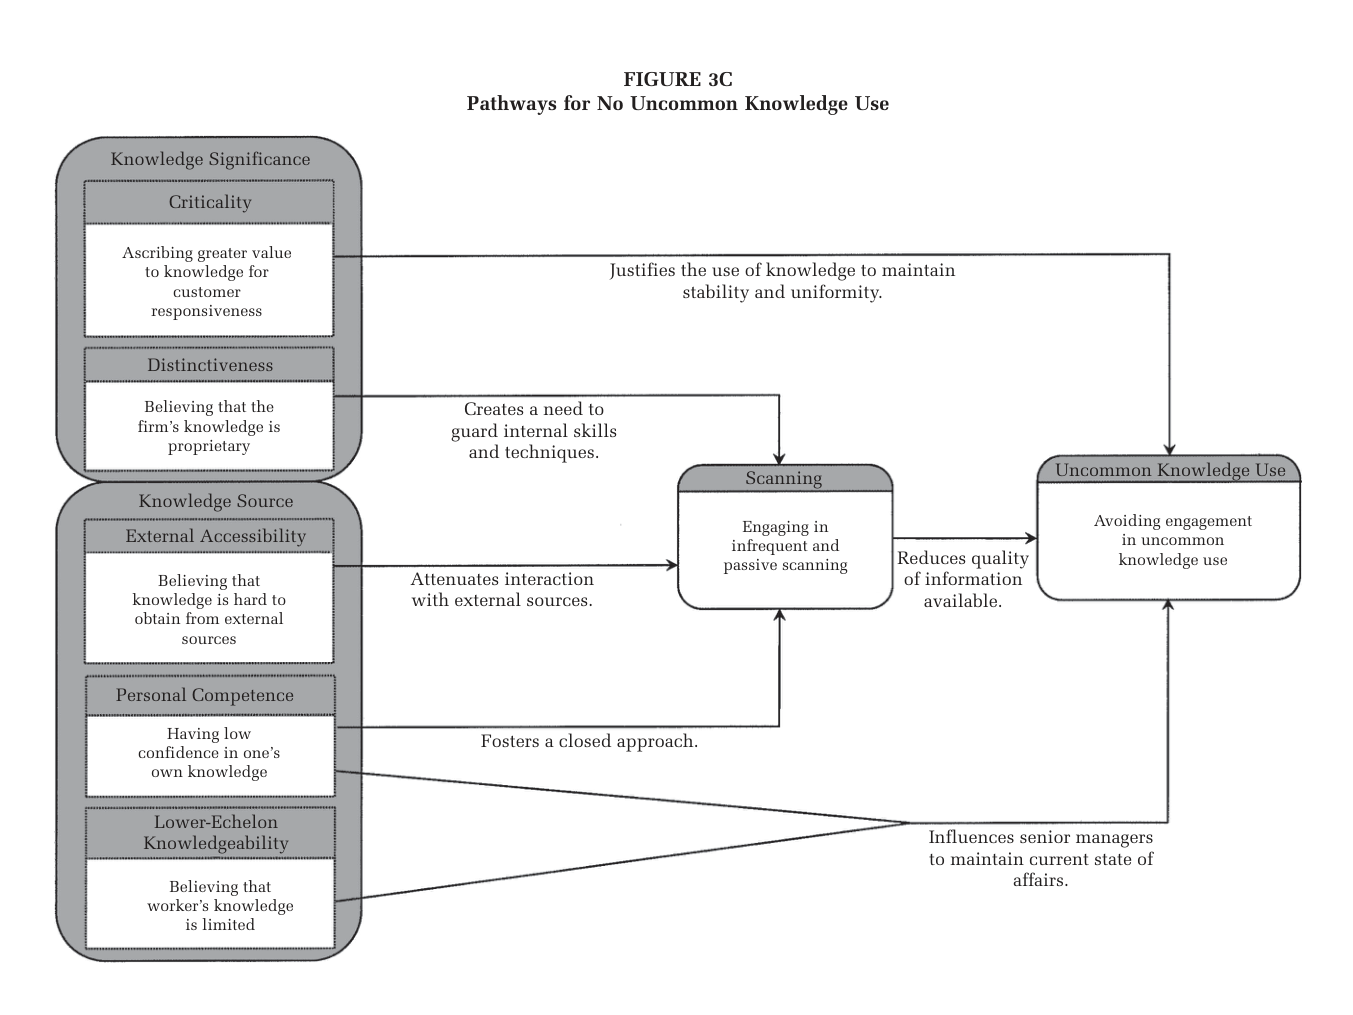 FIGURE 3C
Pathways for No Uncommon Knowledge Use
Knowledge Significance
Criticality
Ascribing greater value
to knowledge for
customer
responsiveness
Justifies the use of knowledge to maintain
stability and uniformity.
Distinctiveness
Believing that the
firm's knowledge is
proprietary
Creates a need to
guard internal skills
and techniques.
Knowledge Source
External Accessibility
Believing that
knowledge is hard to
obtain from external
sources
Attenuates interaction
with external sources.
Scanning
Engaging in
infrequent and
passive scanning
Reduces quality
of information
available.
Uncommon Knowledge Use
Avoiding engagement
in uncommon
knowledge use
Personal Competence
Having low
confidence in one's
own knowledge
Fosters a closed approach.
Lower-Echelon
Knowledgeability
Believing that
worker's knowledge
is limited
Influences senior managers
to maintain current state of
affairs.